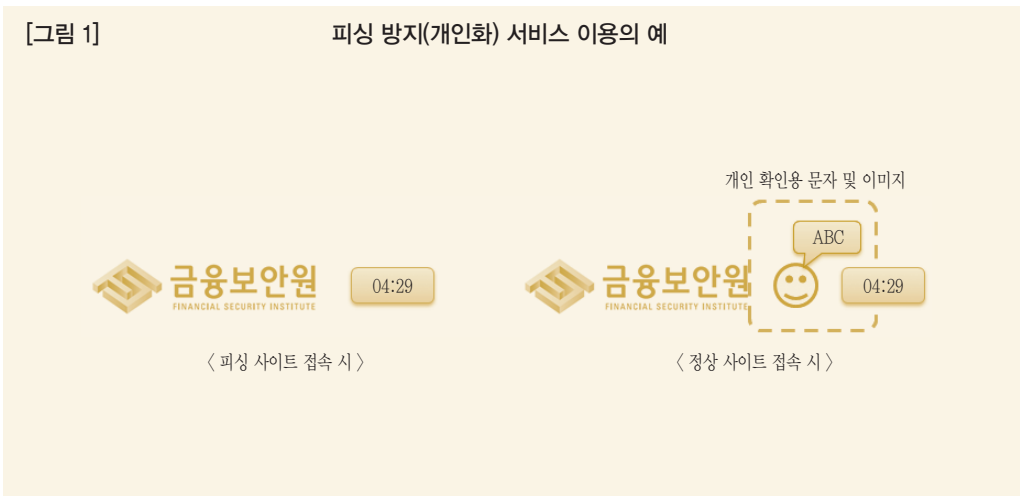 [그림 1] 피싱 방지(개인화) 서비스 이용의 예
개인 확인용 문자 및 이미지
ABC
금융보안원
FINANCIAL SECURITY INSTITUTE
04:29
금융보안원
FINANCIAL SECURITY INSTITUTE
04:29
〈 피싱 사이트 접속 시 〉
〈 정상 사이트 접속 시 〉